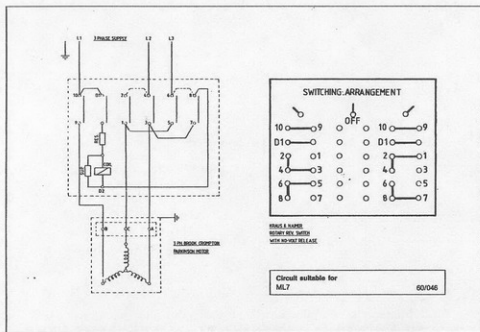 3 PHASE SUPPLY
L1 L2 L3
SWITCHING ARRANGEMENT
OFF
10 9 10 9
D1 D1
2 1 2 1
4 3 4 3
6 5 6 5
8 7 8 7
COIL
D2
KRAUS & NAIMER
ROTARY REV. SWITCH
WITH NO-VOLT RELEASE
3 PH. BROOK CROMPTON
PARKINSON MOTOR
Circuit suitable for
ML7 60/046